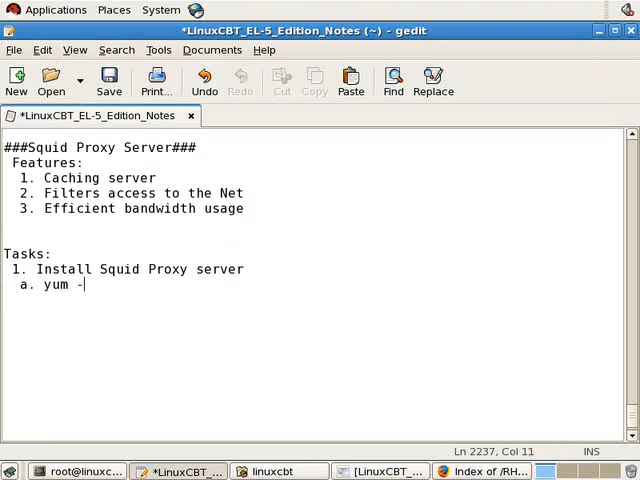 Applications Places System
*LinuxCBT_EL-5_Edition_Notes (~) - gedit
File Edit View Search Tools Documents Help
New Open Save Print... Undo Redo Cut Copy Paste Find Replace
*LinuxCBT_EL-5_Edition_Notes
###Squid Proxy Server###
Features:
1. Caching server
2. Filters access to the Net
3. Efficient bandwidth usage
Tasks:
1. Install Squid Proxy server
a. yum -
Ln 2237, Col 11 INS
root@linuxc... *LinuxCBT_... linuxcbt [LinuxCBT_... Index of /RH...